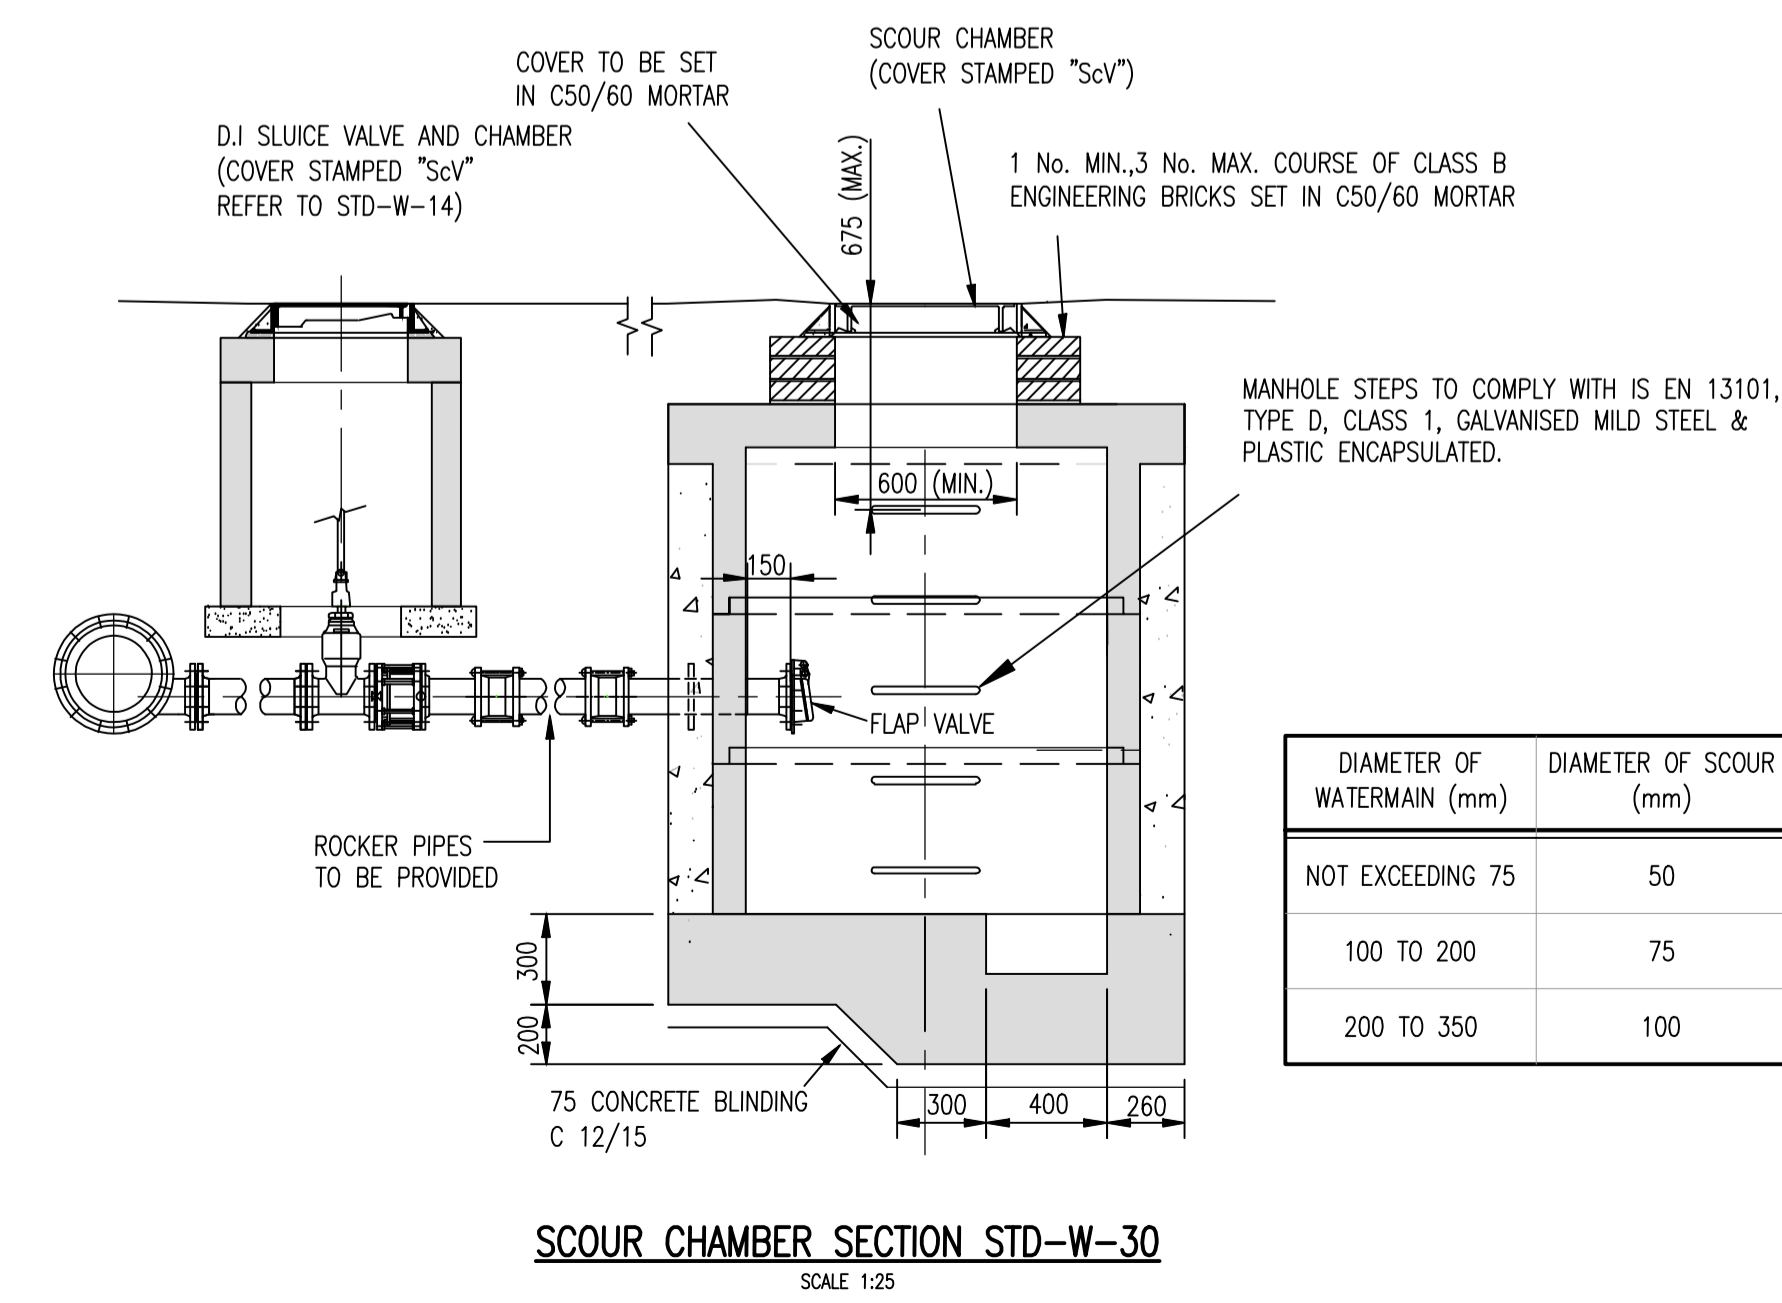 SCOUR CHAMBER
(COVER STAMPED "ScV")
COVER TO BE SET
IN C50/60 MORTAR
D.I SLUICE VALVE AND CHAMBER
(COVER STAMPED "ScV"
REFER TO STD-W-14)
675 (MAX.)
1 No. MIN.,3 No. MAX. COURSE OF CLASS B
ENGINEERING BRICKS SET IN C50/60 MORTAR
MANHOLE STEPS TO COMPLY WITH IS EN 13101,
TYPE D, CLASS 1, GALVANISED MILD STEEL &
PLASTIC ENCAPSULATED.
600 (MIN.)
150
FLAP VALVE
ROCKER PIPES
TO BE PROVIDED
300
200
75 CONCRETE BLINDING
C 12/15
300
400
260
DIAMETER OF
WATERMAIN (mm)
DIAMETER OF SCOUR
(mm)
NOT EXCEEDING 75
50
100 TO 200
75
200 TO 350
100
SCOUR CHAMBER SECTION STD-W-30
SCALE 1:25